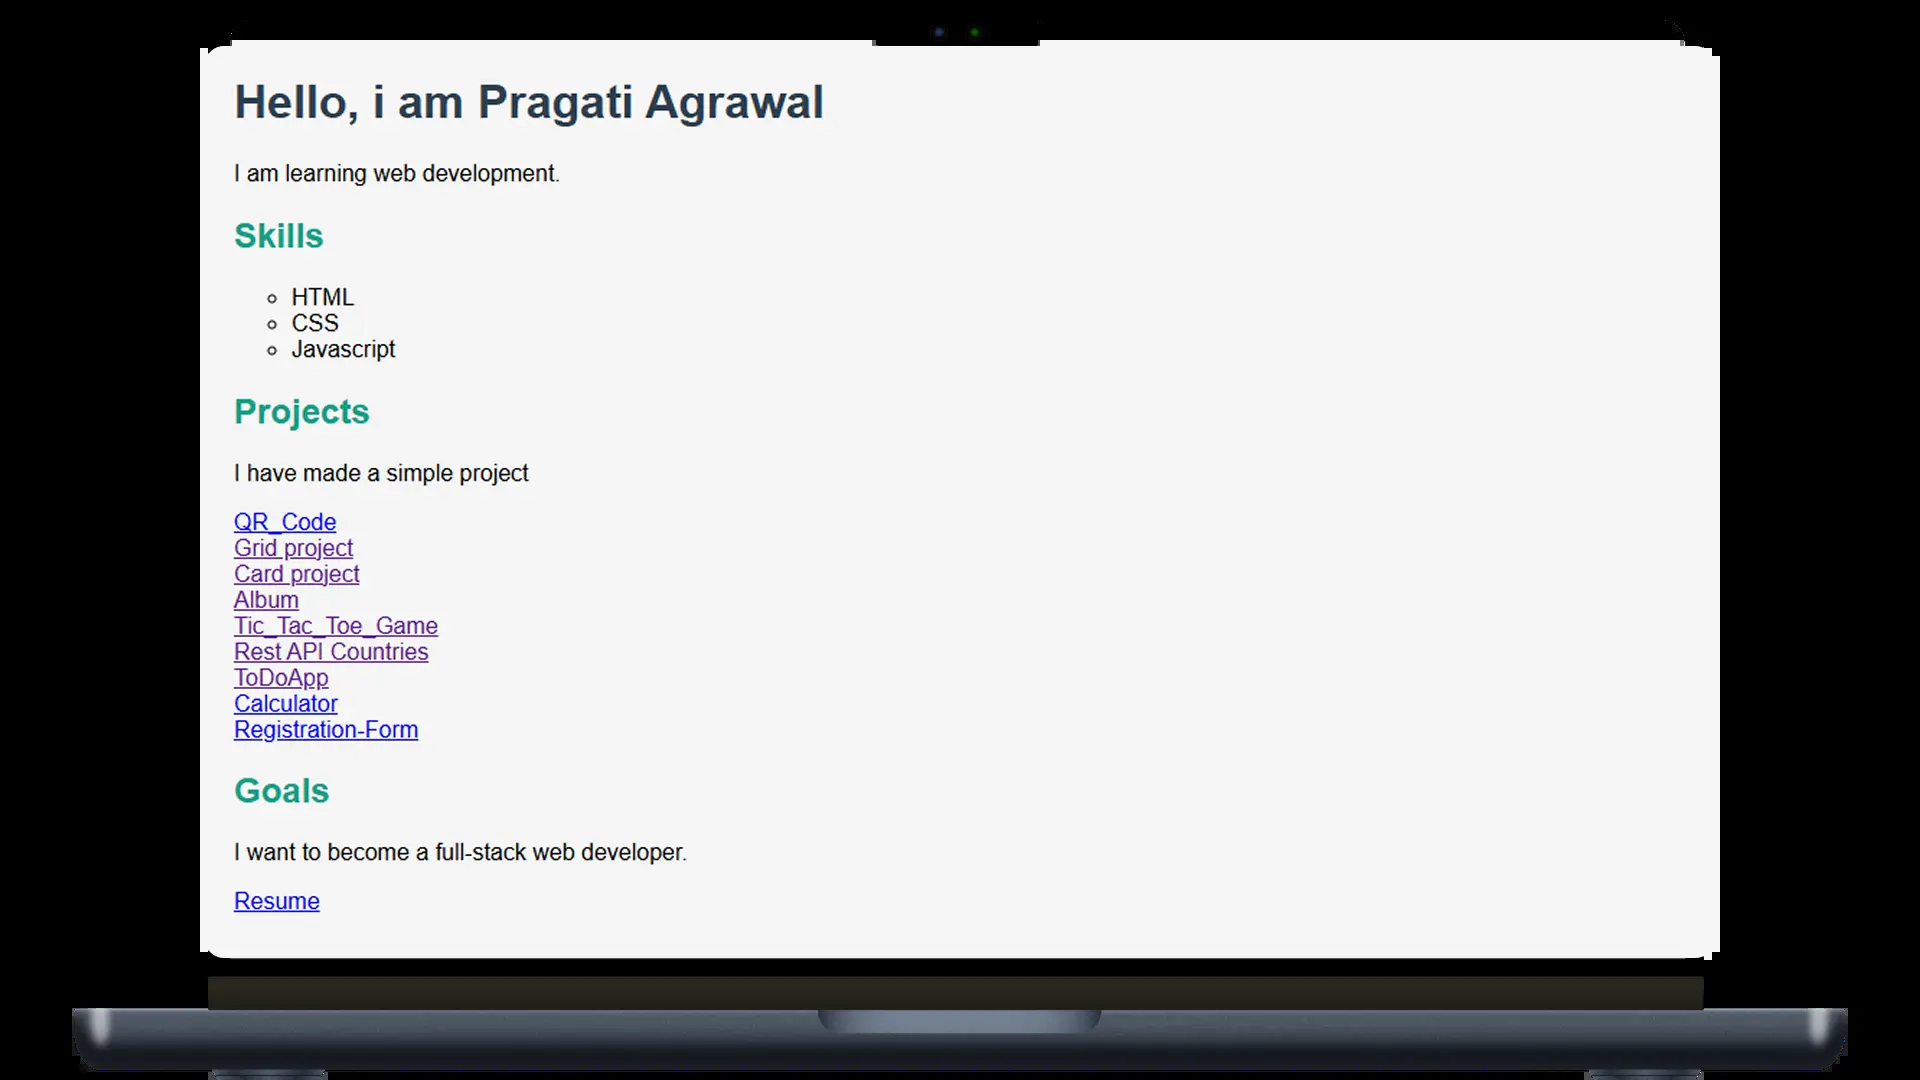 Hello, i am Pragati Agrawal
I am learning web development.
Skills
HTML
CSS
Javascript
Projects
I have made a simple project
QR_Code
Grid project
Card project
Album
Tic_Tac_Toe_Game
Rest API Countries
ToDoApp
Calculator
Registration-Form
Goals
I want to become a full-stack web developer.
Resume